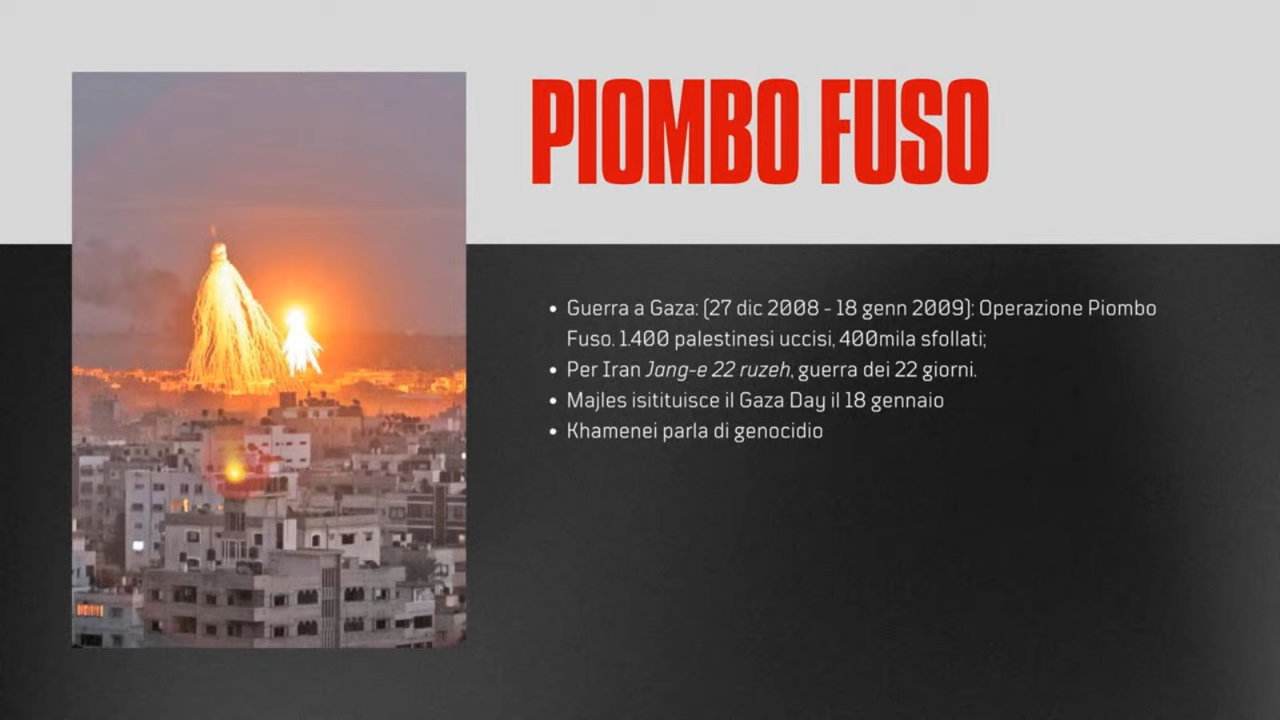 PIOMBO FUSO
• Guerra a Gaza: (27 dic 2008 - 18 genn 2009): Operazione Piombo
Fuso. 1.400 palestinesi uccisi, 400mila sfollati;
• Per Iran Jang-e 22 ruzeh, guerra dei 22 giorni.
• Majles isitituisce il Gaza Day il 18 gennaio
• Khamenei parla di genocidio